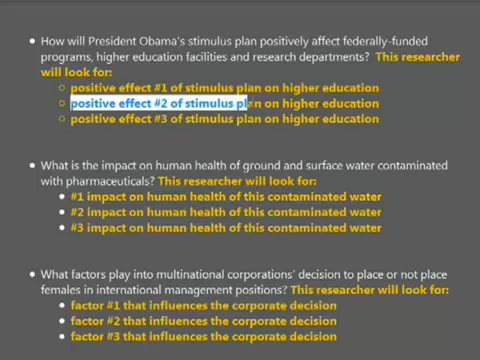 • How will President Obama's stimulus plan positively affect federally-funded
programs, higher education facilities and research departments? This researcher
will look for:
○ positive effect #1 of stimulus plan on higher education
○ positive effect #2 of stimulus plan on higher education
○ positive effect #3 of stimulus plan on higher education
• What is the impact on human health of ground and surface water contaminated
with pharmaceuticals? This researcher will look for:
• #1 impact on human health of this contaminated water
• #2 impact on human health of this contaminated water
• #3 impact on human health of this contaminated water
• What factors play into multinational corporations' decision to place or not place
females in international management positions? This researcher will look for:
• factor #1 that influences the corporate decision
• factor #2 that influences the corporate decision
• factor #3 that influences the corporate decision